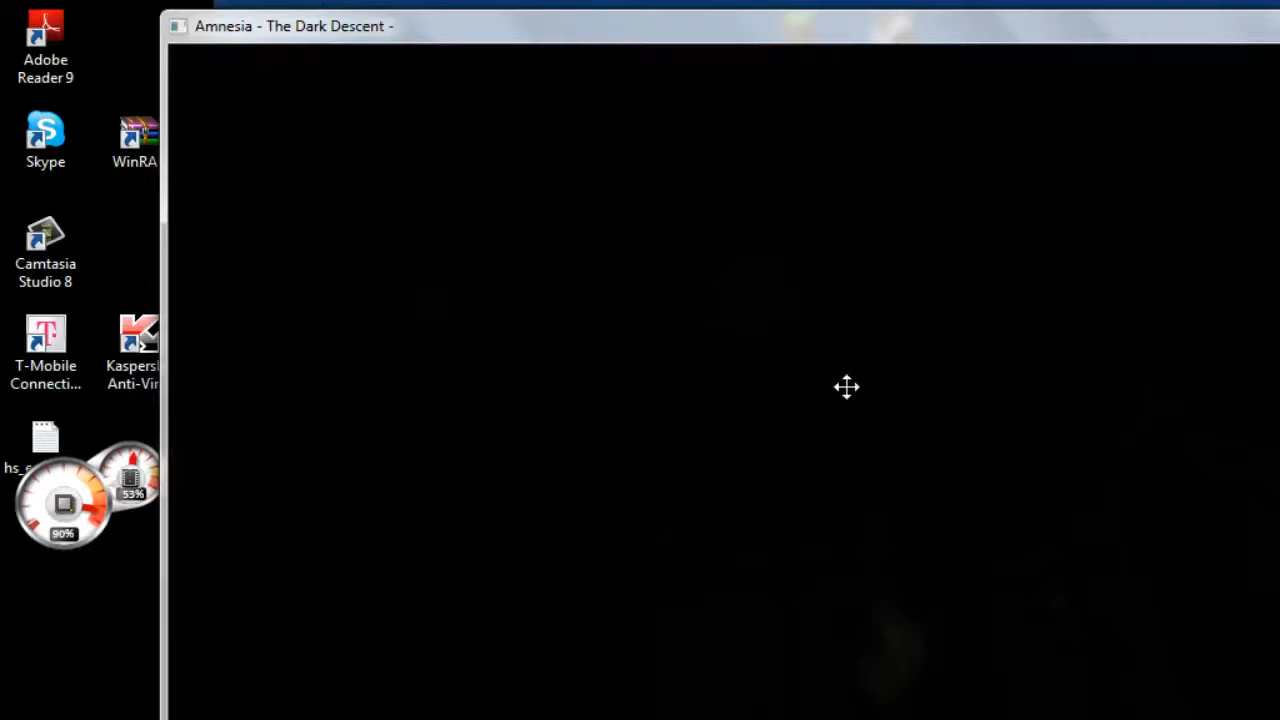 Amnesia - The Dark Descent -
Adobe
Reader 9
Skype
WinRA
Camtasia
Studio 8
T-Mobile
Connecti...
Kaspers
Anti-Vir
hs_
53%
90%